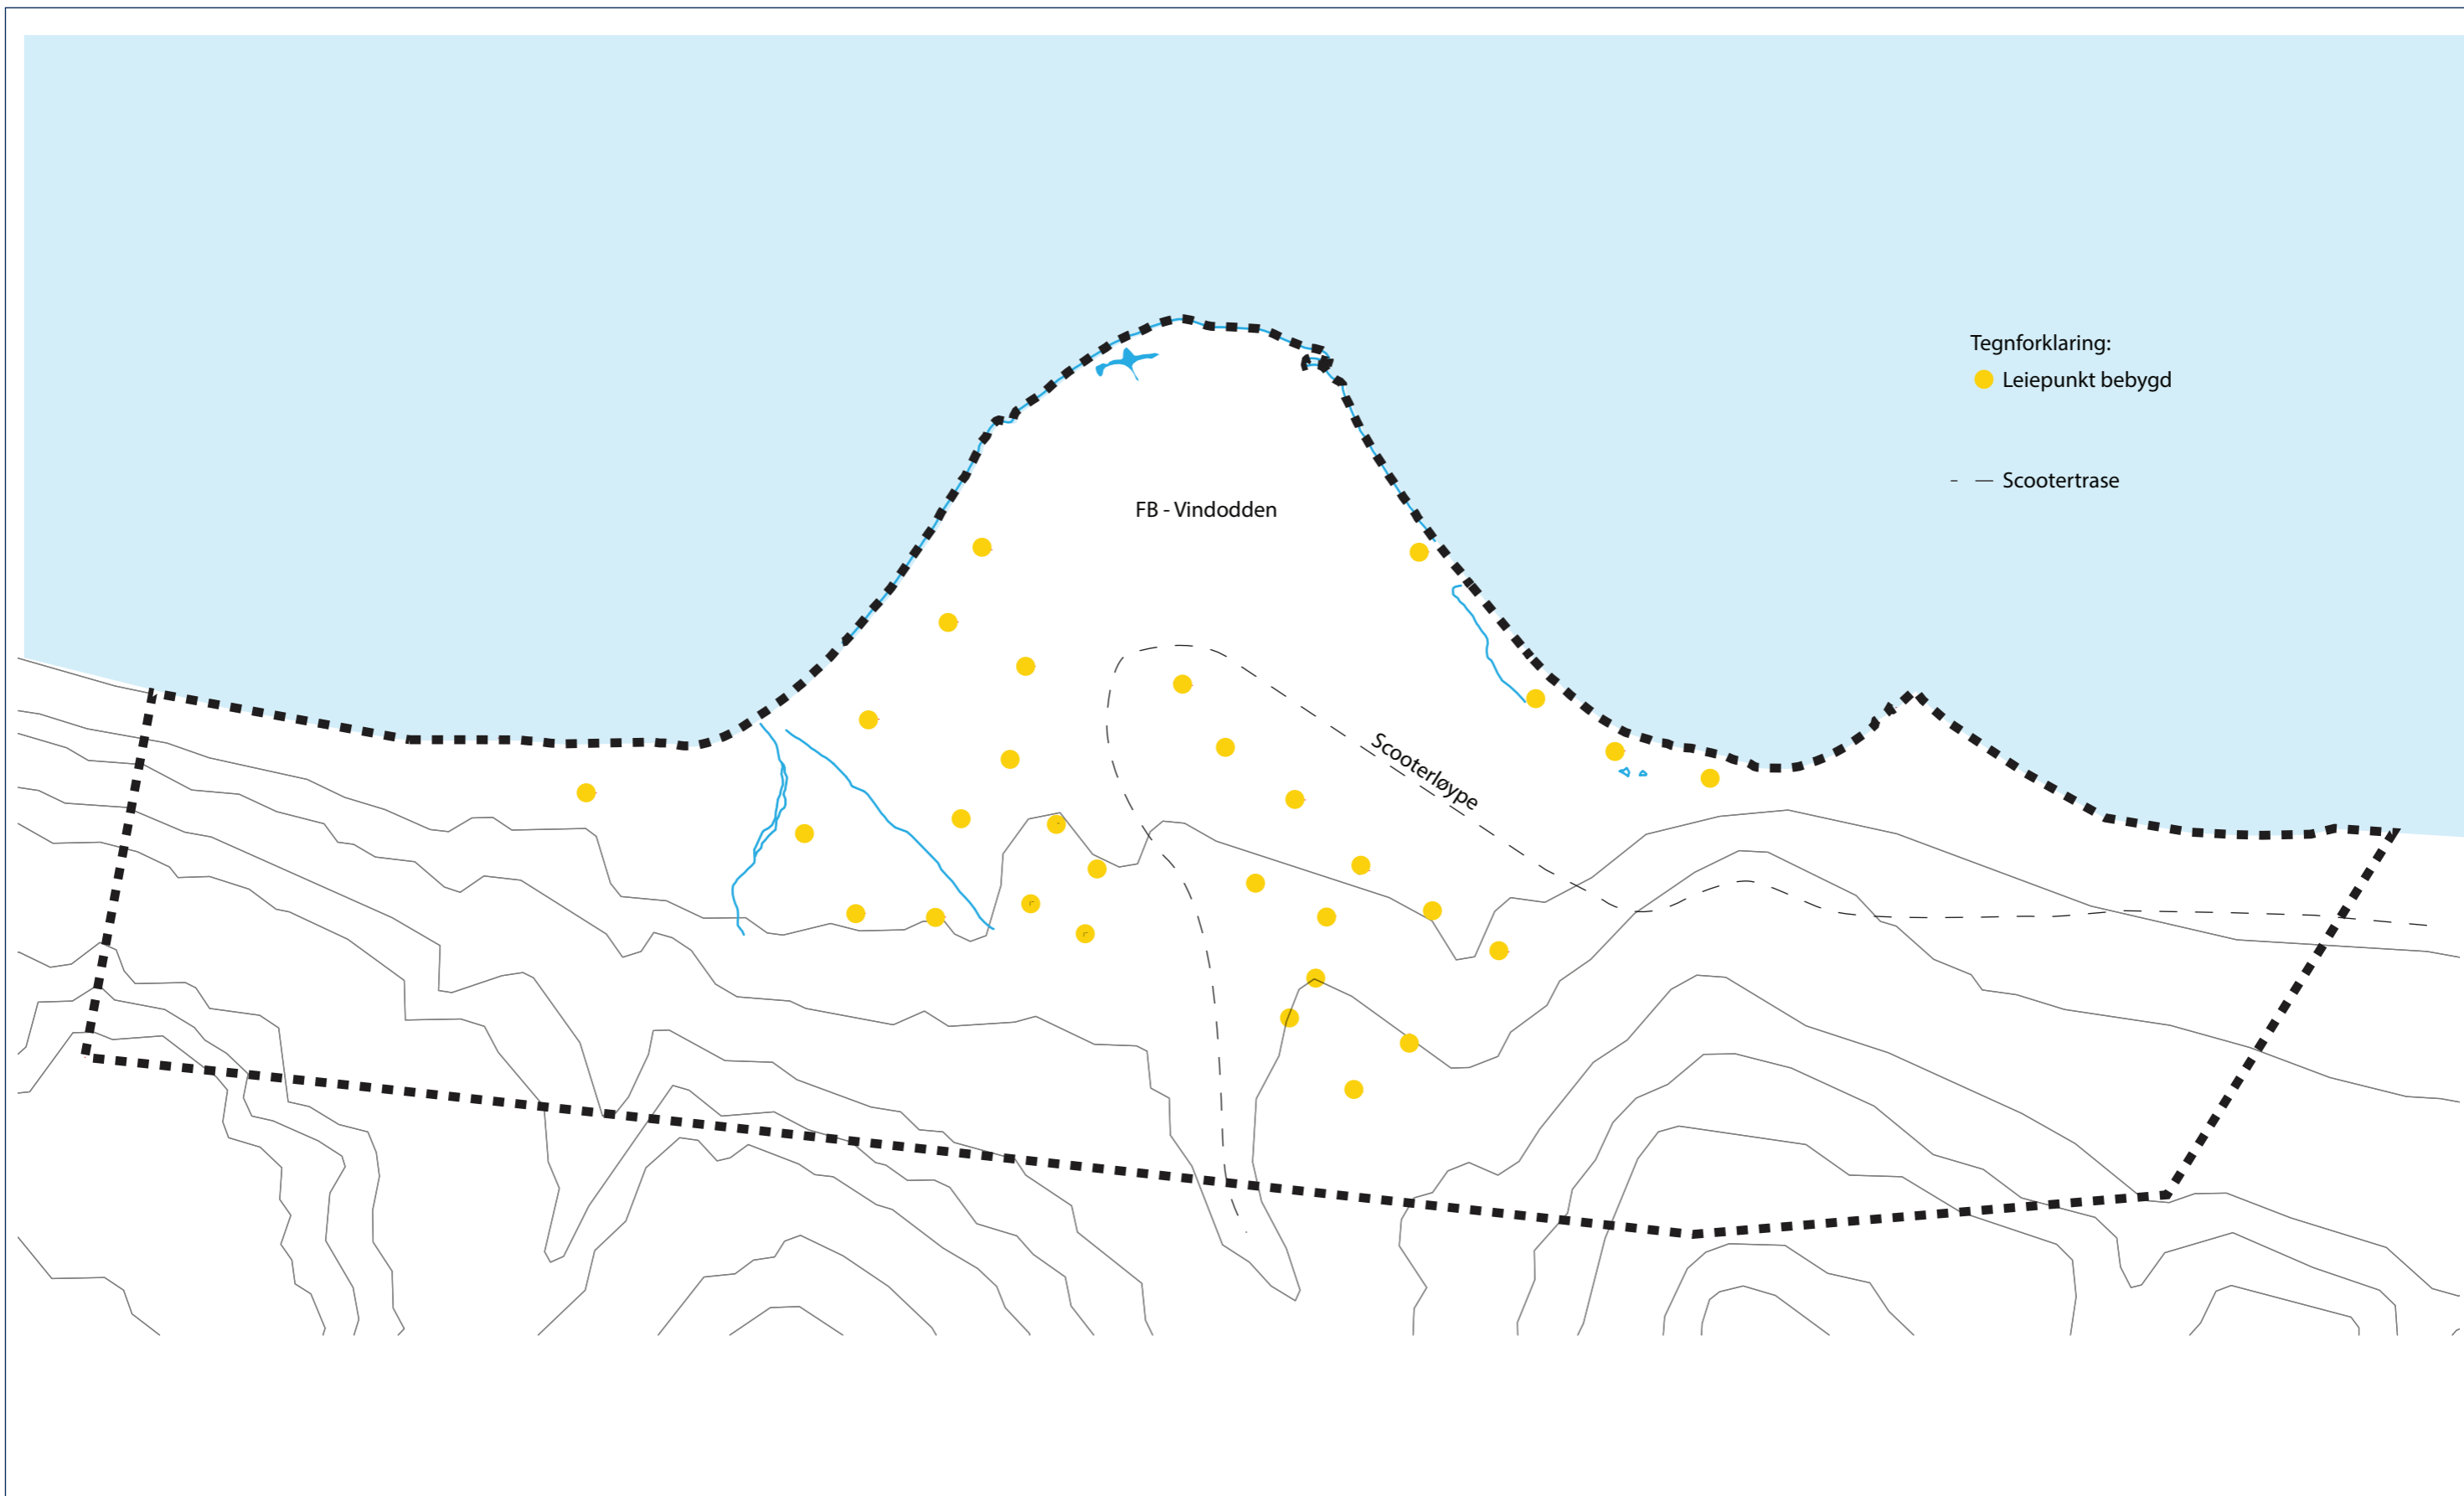 Tegnforklaring:
Leiepunkt bebygd
Scootertrase
FB - Vindodden
Scooterløype